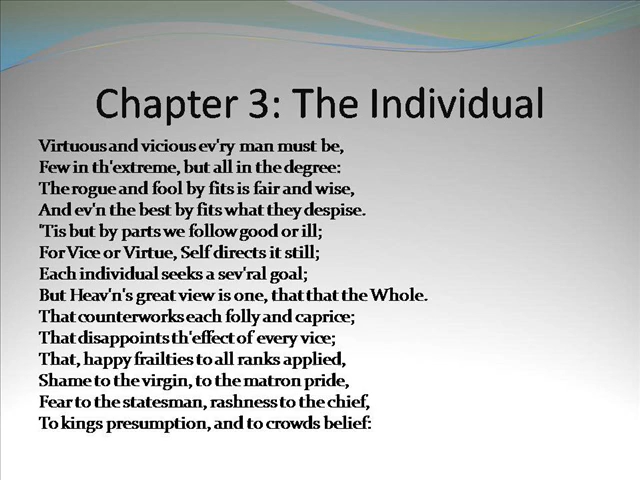 Chapter 3: The Individual
Virtuous and vicious ev'ry man must be,
Few in th'extreme, but all in the degree:
The rogue and fool by fits is fair and wise,
And ev'n the best by fits what they despise.
'Tis but by parts we follow good or ill;
For Vice or Virtue, Self directs it still;
Each individual seeks a sev'ral goal;
But Heav'n's great view is one, that that the Whole.
That counterworks each folly and caprice;
That disappoints th'effect of every vice;
That, happy frailties to all ranks applied,
Shame to the virgin, to the matron pride,
Fear to the statesman, rashness to the chief,
To kings presumption, and to crowds belief: